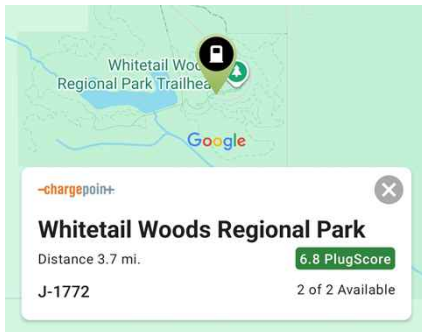 Whitetail Woo
Regional Park Trailhea
Google
-chargepoin+
Whitetail Woods Regional Park
Distance 3.7 mi.
6.8 PlugScore
J-1772
2 of 2 Available